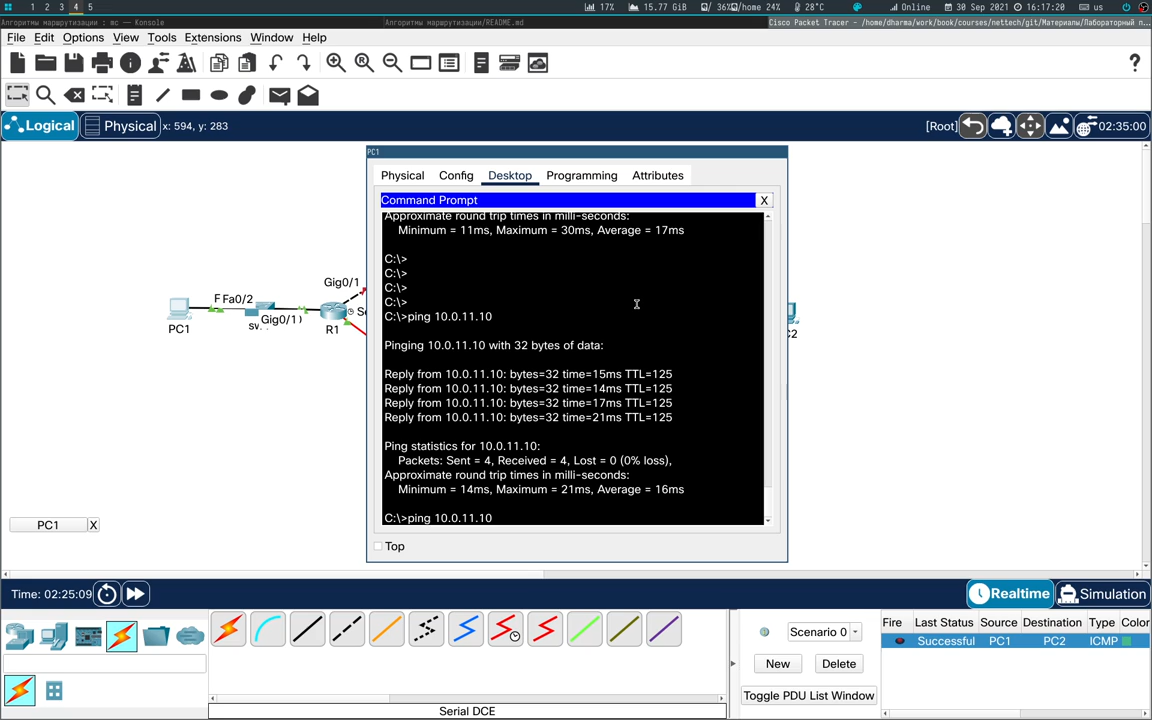 1 2 3 4 5 17% 15.77 GiB 36% /home 24% 28°C Online 30 Sep 2021 16:17:20 us
Алгоритмы маршрутизации : mc — Konsole Алгоритмы маршрутизации/README.md Cisco Packet Tracer - /home/dharma/work/book/courses/nettech/git/Материалы/Лабораторный п...
File Edit Options View Tools Extensions Window Help
Logical Physical x: 594, y: 283 [Root] 02:35:00
PC1
Physical Config Desktop Programming Attributes
Command Prompt X
Approximate round trip times in milli-seconds:
Minimum = 11ms, Maximum = 30ms, Average = 17ms
C:\>
C:\>
C:\>
C:\>
C:\>ping 10.0.11.10
Pinging 10.0.11.10 with 32 bytes of data:
Reply from 10.0.11.10: bytes=32 time=15ms TTL=125
Reply from 10.0.11.10: bytes=32 time=14ms TTL=125
Reply from 10.0.11.10: bytes=32 time=17ms TTL=125
Reply from 10.0.11.10: bytes=32 time=21ms TTL=125
Ping statistics for 10.0.11.10:
Packets: Sent = 4, Received = 4, Lost = 0 (0% loss),
Approximate round trip times in milli-seconds:
Minimum = 14ms, Maximum = 21ms, Average = 16ms
C:\>ping 10.0.11.10
Top
Gig0/1
F Fa0/2
Gig0/1
PC1
R1
PC1 X
Time: 02:25:09 Realtime Simulation
Scenario 0
New Delete
Toggle PDU List Window
Fire Last Status Source Destination Type Color
Successful PC1 PC2 ICMP
Serial DCE